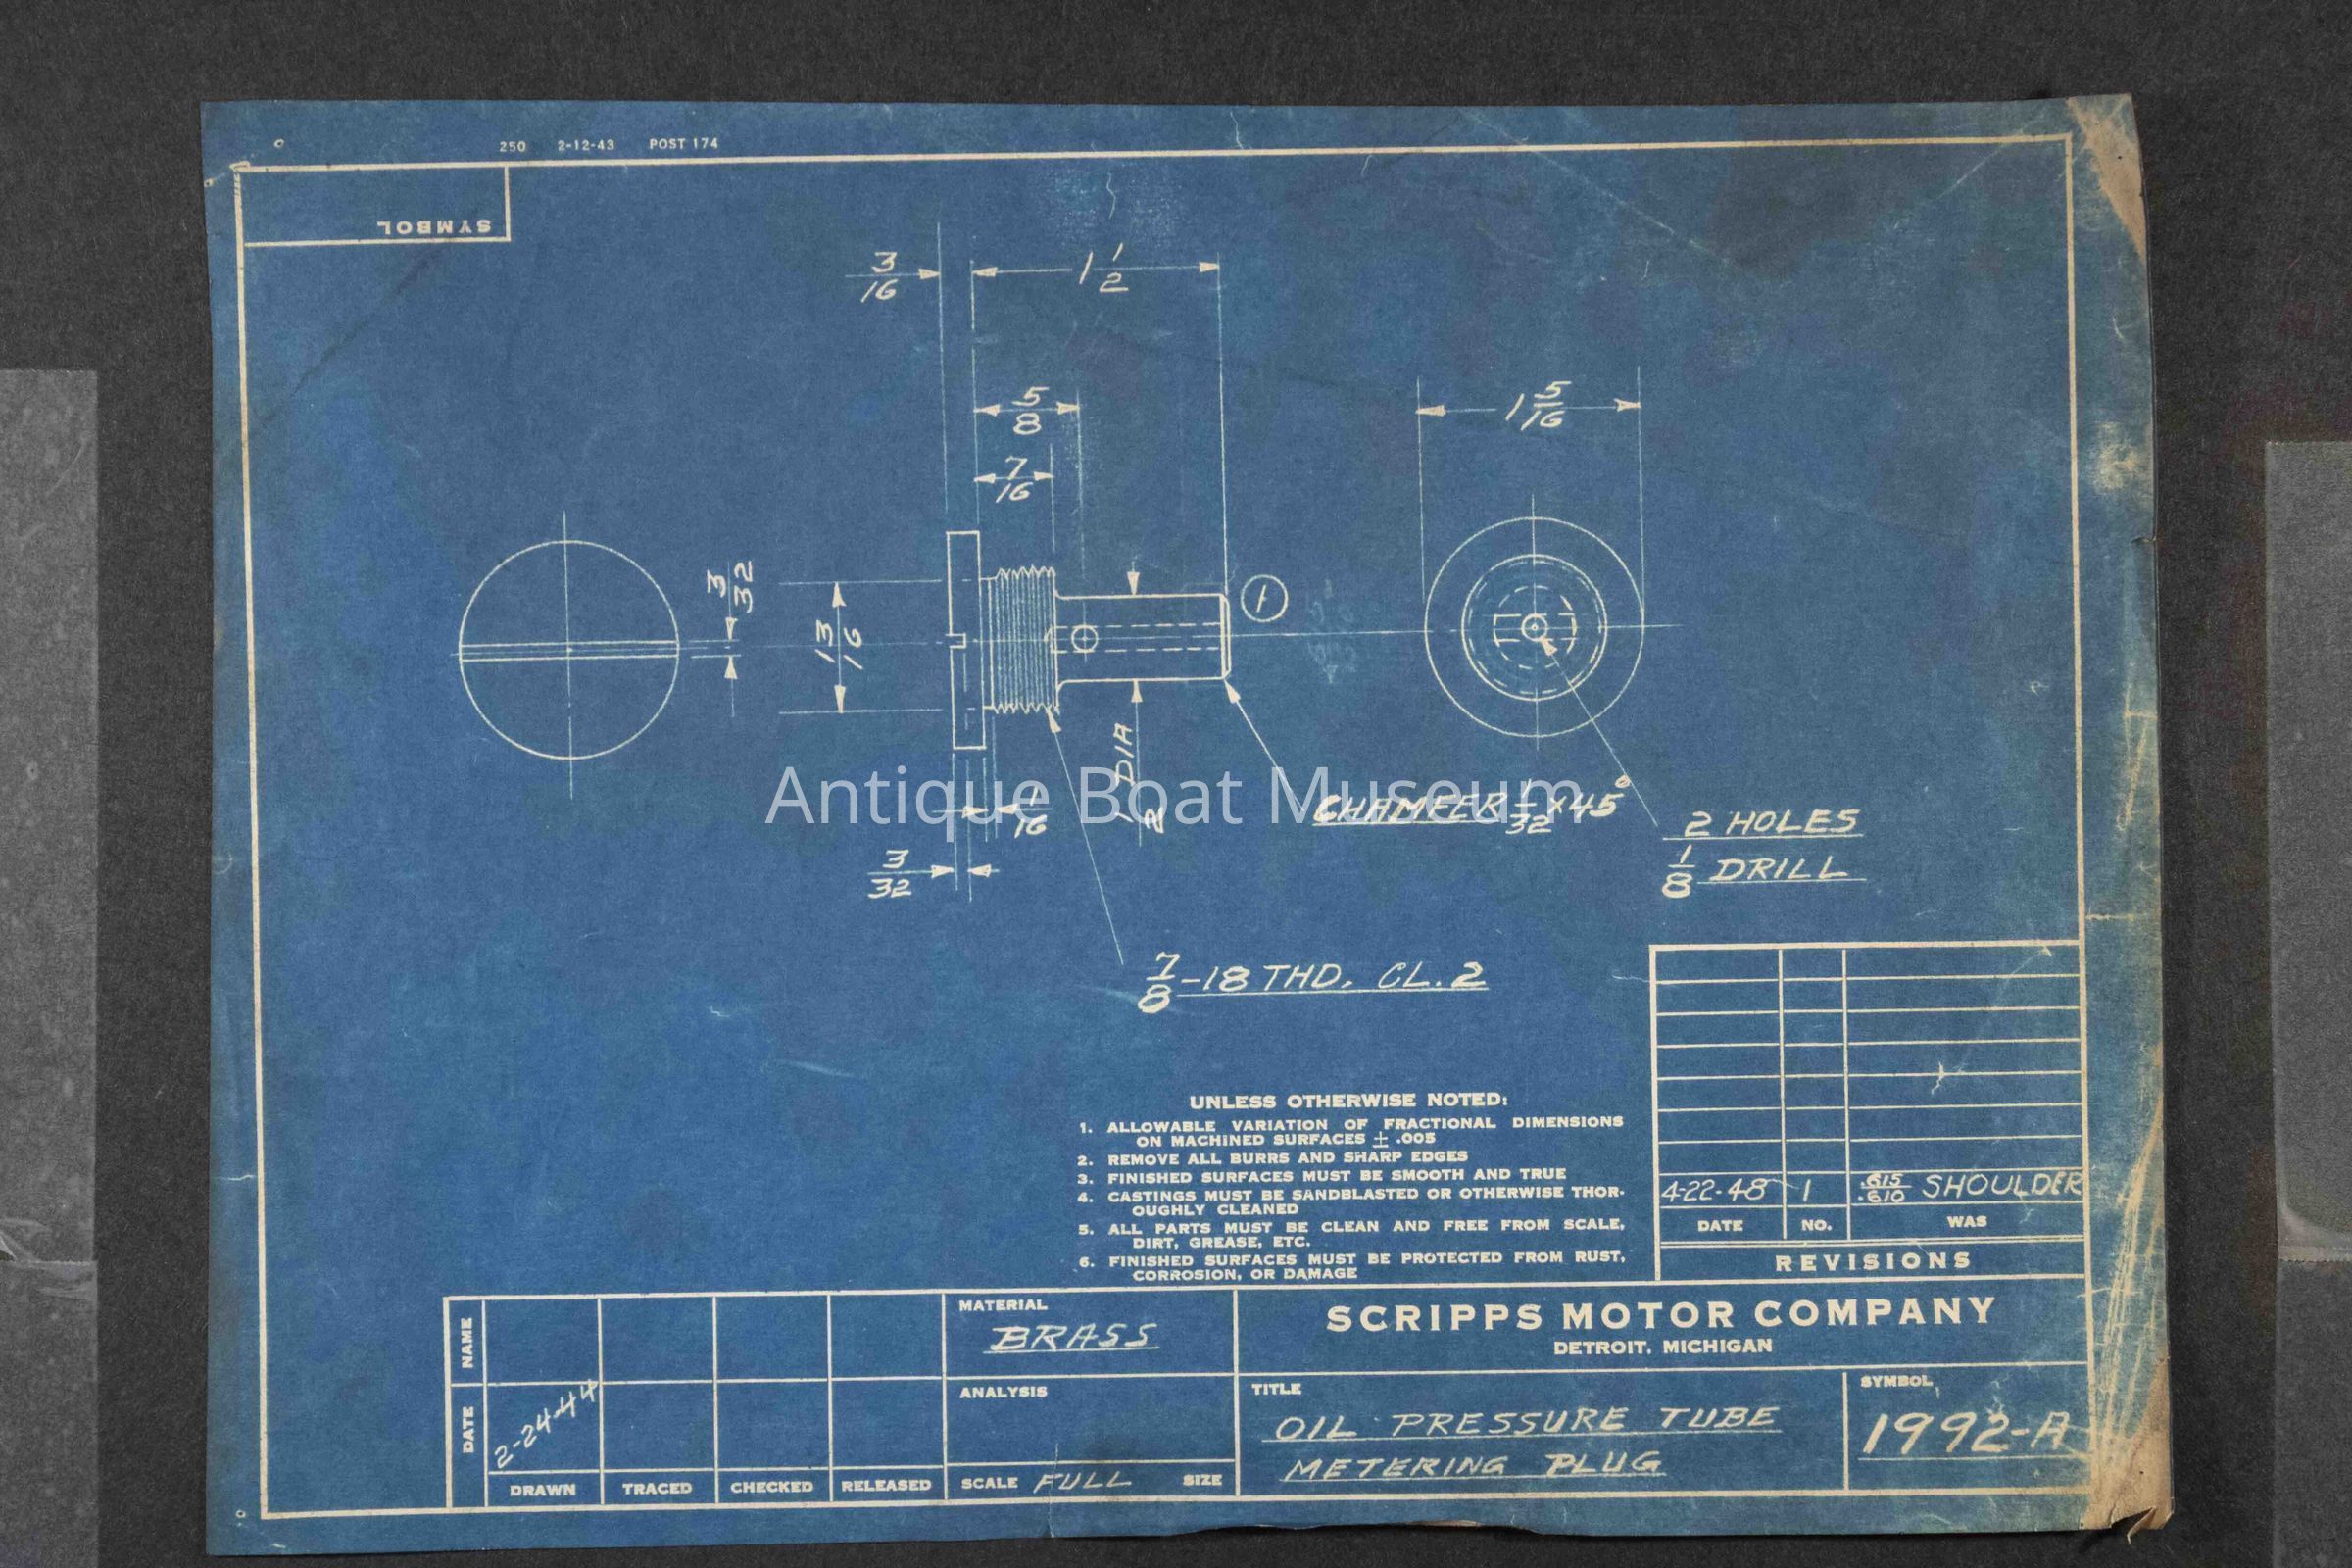 250 2-12-43 POST 174
SYMBOL
3/16
1 1/2
5/8
7/16
1 5/16
3/32
13/16
1
1/16
1/2 DIA
3/32
CHAMFER 1/32 x 45°
2 HOLES
1/8 DRILL
7/8-18 THD. CL. 2
Antique Boat Museum
UNLESS OTHERWISE NOTED:
1. ALLOWABLE VARIATION OF FRACTIONAL DIMENSIONS
ON MACHINED SURFACES ± .005
2. REMOVE ALL BURRS AND SHARP EDGES
3. FINISHED SURFACES MUST BE SMOOTH AND TRUE
4. CASTINGS MUST BE SANDBLASTED OR OTHERWISE THOR-
OUGHLY CLEANED
5. ALL PARTS MUST BE CLEAN AND FREE FROM SCALE,
DIRT, GREASE, ETC.
6. FINISHED SURFACES MUST BE PROTECTED FROM RUST,
CORROSION, OR DAMAGE
4-22-48 1 .615/.610 SHOULDER
DATE NO. WAS
REVISIONS
NAME
DATE
2-24-44
DRAWN TRACED CHECKED RELEASED
MATERIAL
BRASS
ANALYSIS
SCALE FULL SIZE
SCRIPPS MOTOR COMPANY
DETROIT, MICHIGAN
TITLE
OIL PRESSURE TUBE
METERING PLUG
SYMBOL
1992-A